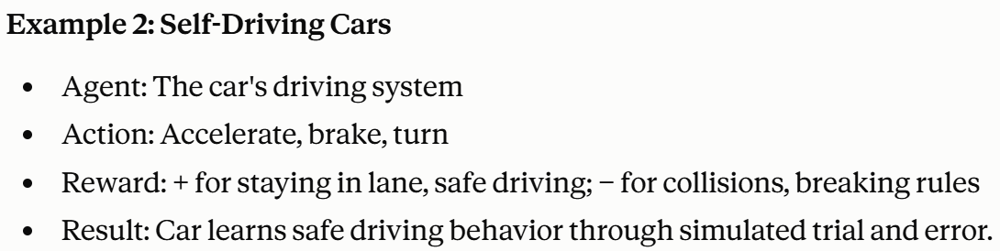 Example 2: Self-Driving Cars
• Agent: The car's driving system
• Action: Accelerate, brake, turn
• Reward: + for staying in lane, safe driving; − for collisions, breaking rules
• Result: Car learns safe driving behavior through simulated trial and error.